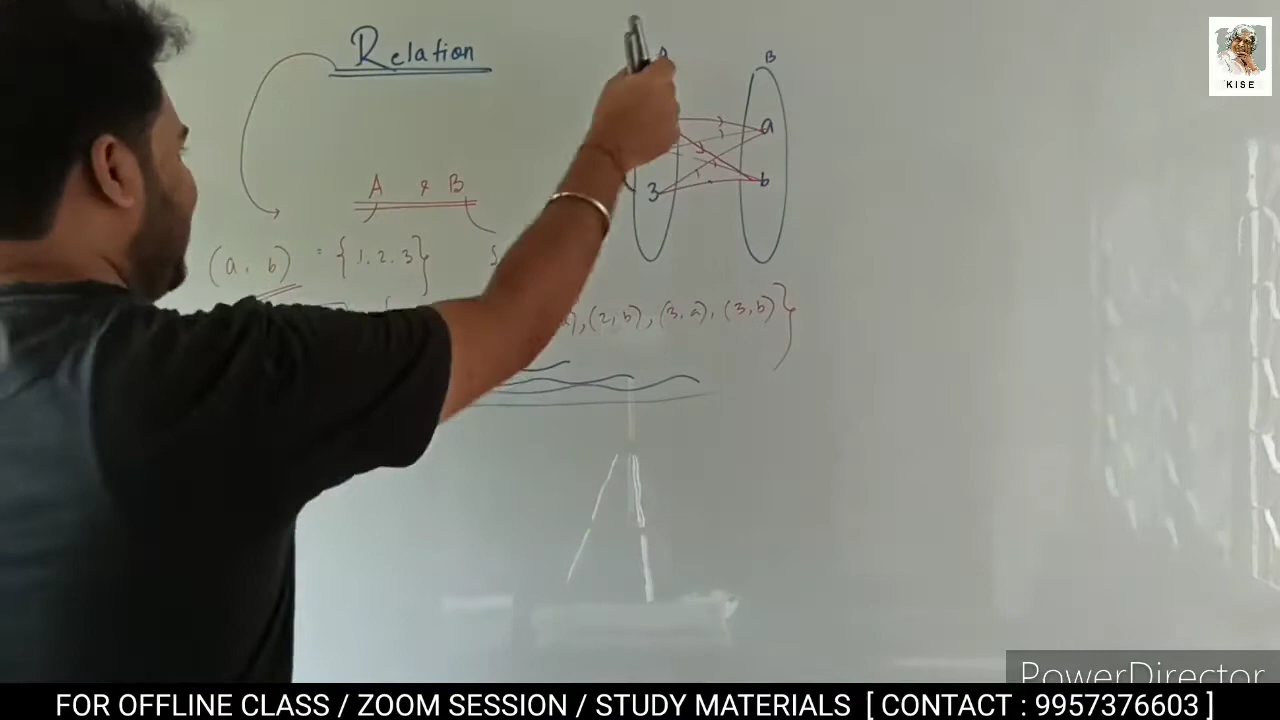 Relation
B
a
A & B
b
3
(a, b) = {1, 2, 3} {
, (2, b), (3, a), (3, b)}
KISE
PowerDirector
FOR OFFLINE CLASS / ZOOM SESSION / STUDY MATERIALS [ CONTACT : 9957376603 ]